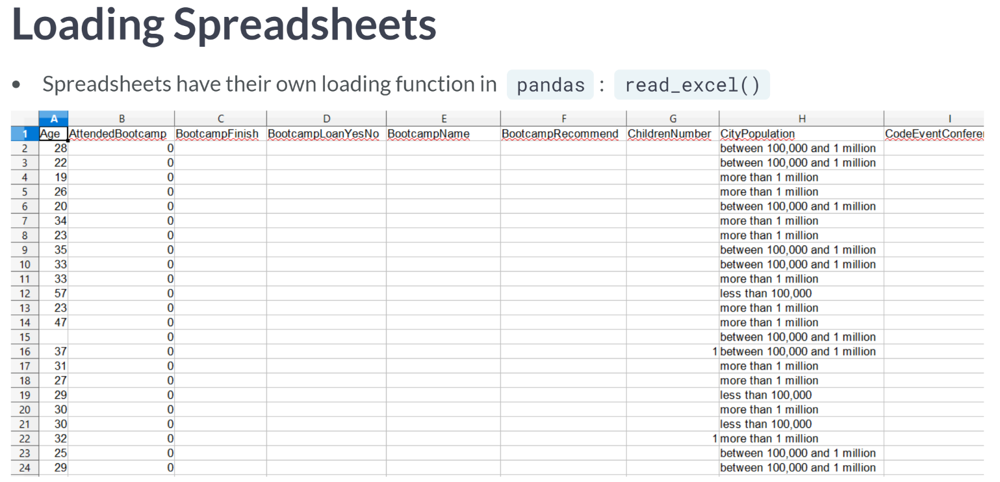 Loading Spreadsheets
• Spreadsheets have their own loading function in pandas : read_excel()
A B C D E F G H I
1 Age AttendedBootcamp BootcampFinish BootcampLoanYesNo BootcampName BootcampRecommend ChildrenNumber CityPopulation CodeEventConferer
2 28 0 between 100,000 and 1 million
3 22 0 between 100,000 and 1 million
4 19 0 more than 1 million
5 26 0 more than 1 million
6 20 0 between 100,000 and 1 million
7 34 0 more than 1 million
8 23 0 more than 1 million
9 35 0 between 100,000 and 1 million
10 33 0 between 100,000 and 1 million
11 33 0 more than 1 million
12 57 0 less than 100,000
13 23 0 more than 1 million
14 47 0 more than 1 million
15 0 between 100,000 and 1 million
16 37 0 1 between 100,000 and 1 million
17 31 0 more than 1 million
18 27 0 more than 1 million
19 29 0 less than 100,000
20 30 0 more than 1 million
21 30 0 less than 100,000
22 32 0 1 more than 1 million
23 25 0 between 100,000 and 1 million
24 29 0 between 100,000 and 1 million